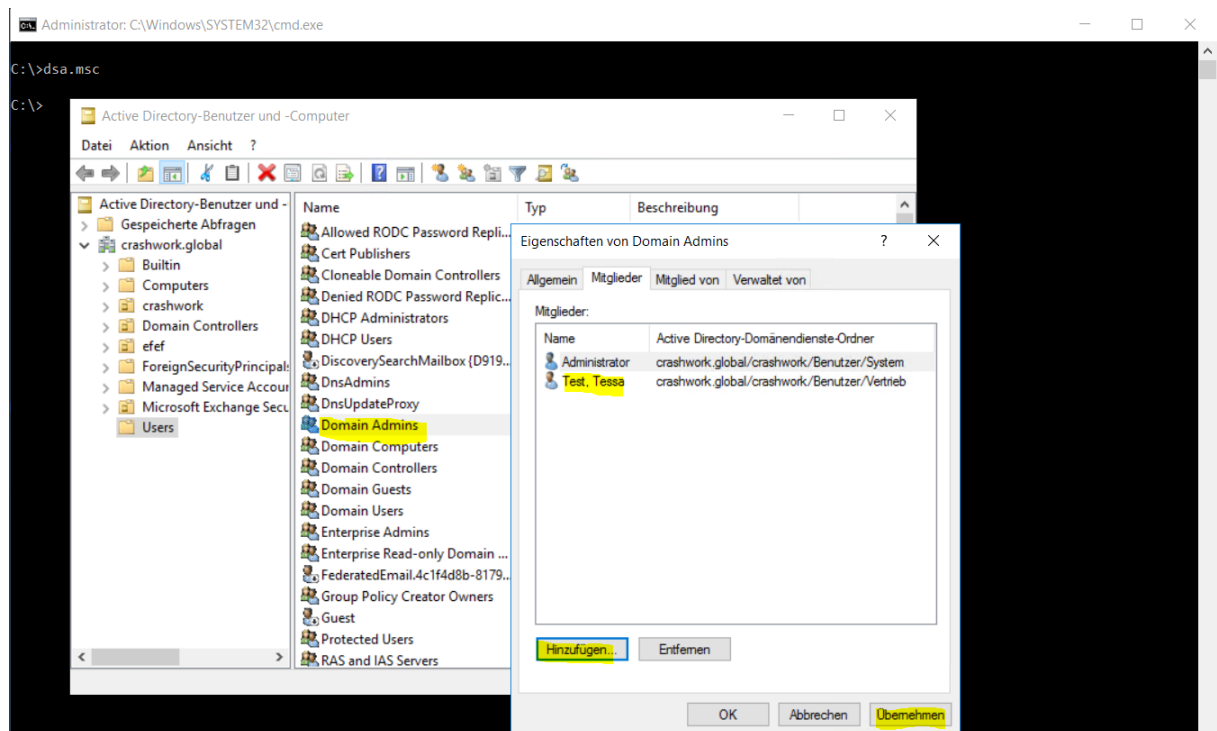 Administrator: C:\Windows\SYSTEM32\cmd.exe
C:\>dsa.msc
C:\>
Active Directory-Benutzer und -Computer
Datei Aktion Ansicht ?
Active Directory-Benutzer und -
Gespeicherte Abfragen
crashwork.global
Builtin
Computers
crashwork
Domain Controllers
efef
ForeignSecurityPrincipals
Managed Service Accour
Microsoft Exchange Secu
Users
Name Typ Beschreibung
Allowed RODC Password Repli...
Cert Publishers
Cloneable Domain Controllers
Denied RODC Password Replic...
DHCP Administrators
DHCP Users
DiscoverySearchMailbox {D919...
DnsAdmins
DnsUpdateProxy
Domain Admins
Domain Computers
Domain Controllers
Domain Guests
Domain Users
Enterprise Admins
Enterprise Read-only Domain ...
FederatedEmail.4c1f4d8b-8179...
Group Policy Creator Owners
Guest
Protected Users
RAS and IAS Servers
Eigenschaften von Domain Admins ?
Allgemein Mitglieder Mitglied von Verwaltet von
Mitglieder:
Name Active Directory-Domänendienste-Ordner
Administrator crashwork.global/crashwork/Benutzer/System
Test, Tessa crashwork.global/crashwork/Benutzer/Vertrieb
Hinzufügen... Entfernen
OK Abbrechen Übernehmen